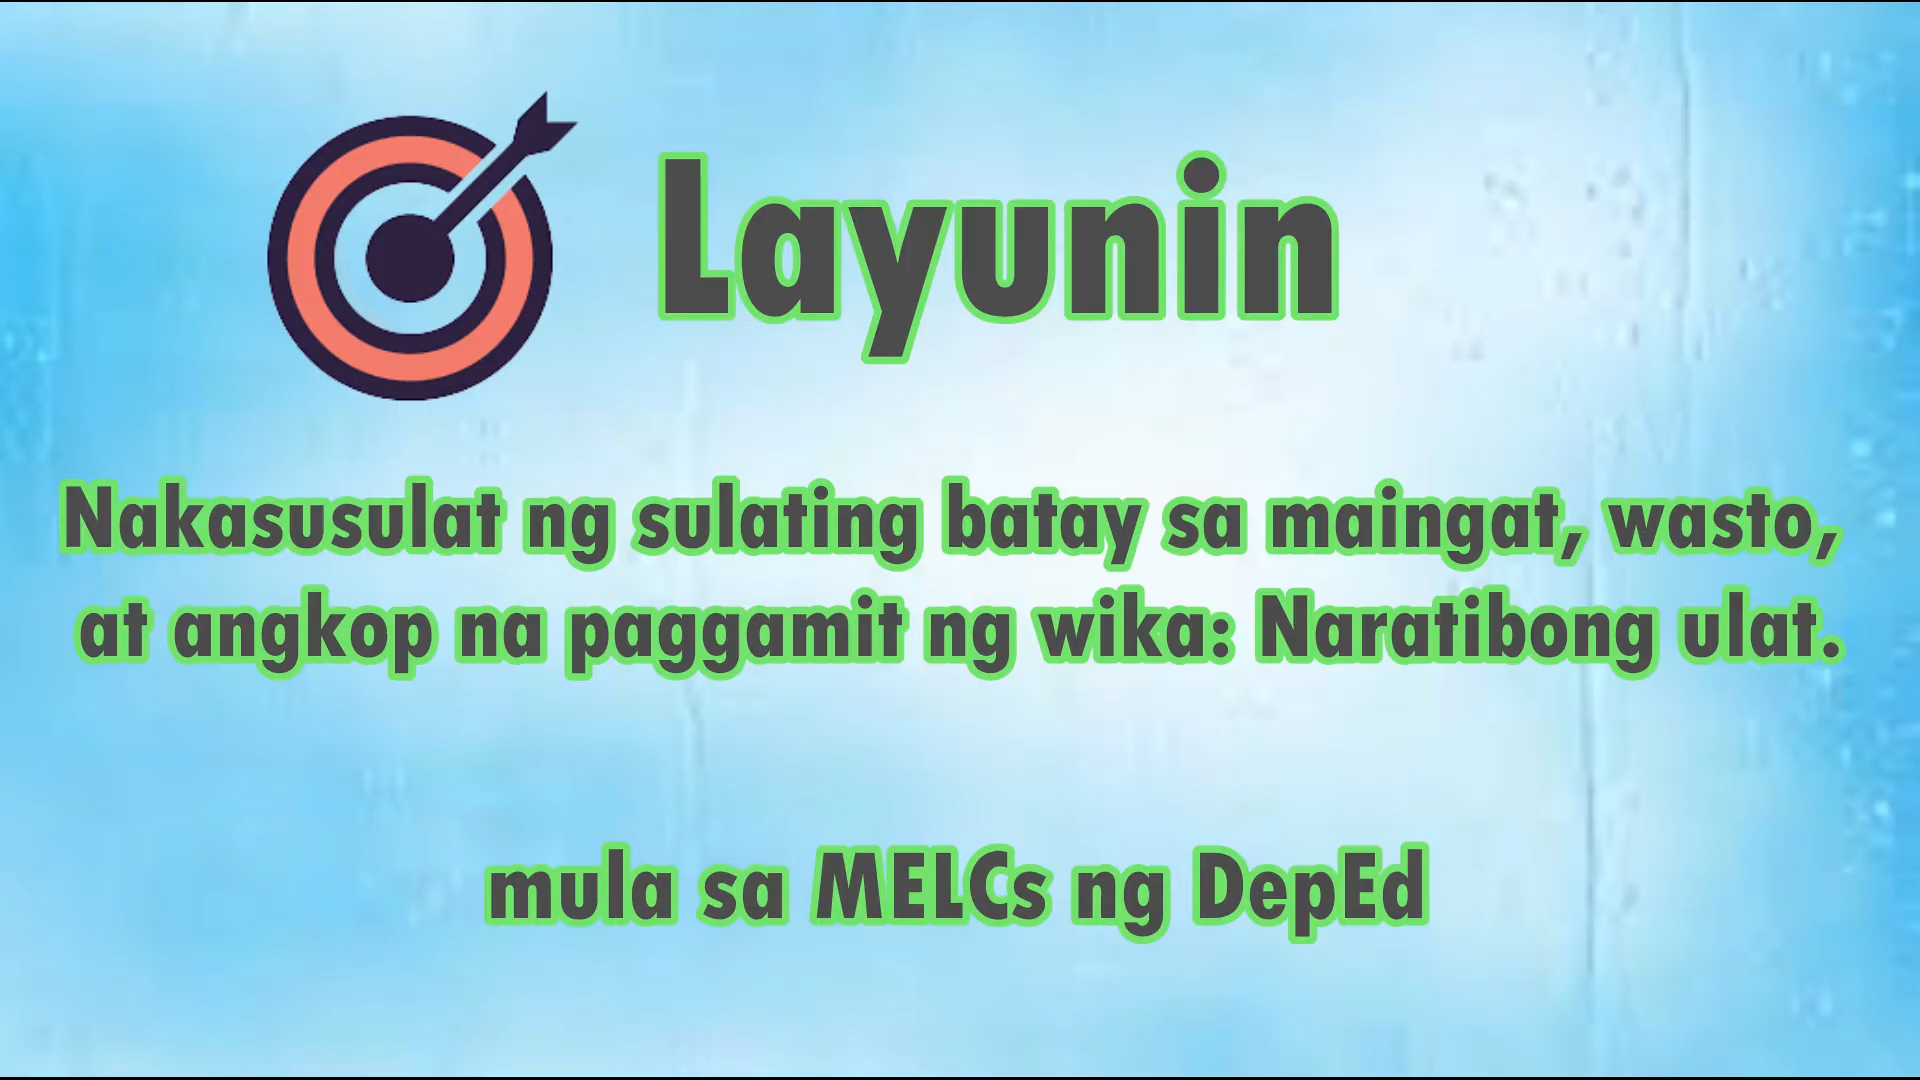 Layunin
Nakasusulat ng sulating batay sa maingat, wasto,
at angkop na paggamit ng wika: Naratibong ulat.
mula sa MELCs ng DepEd